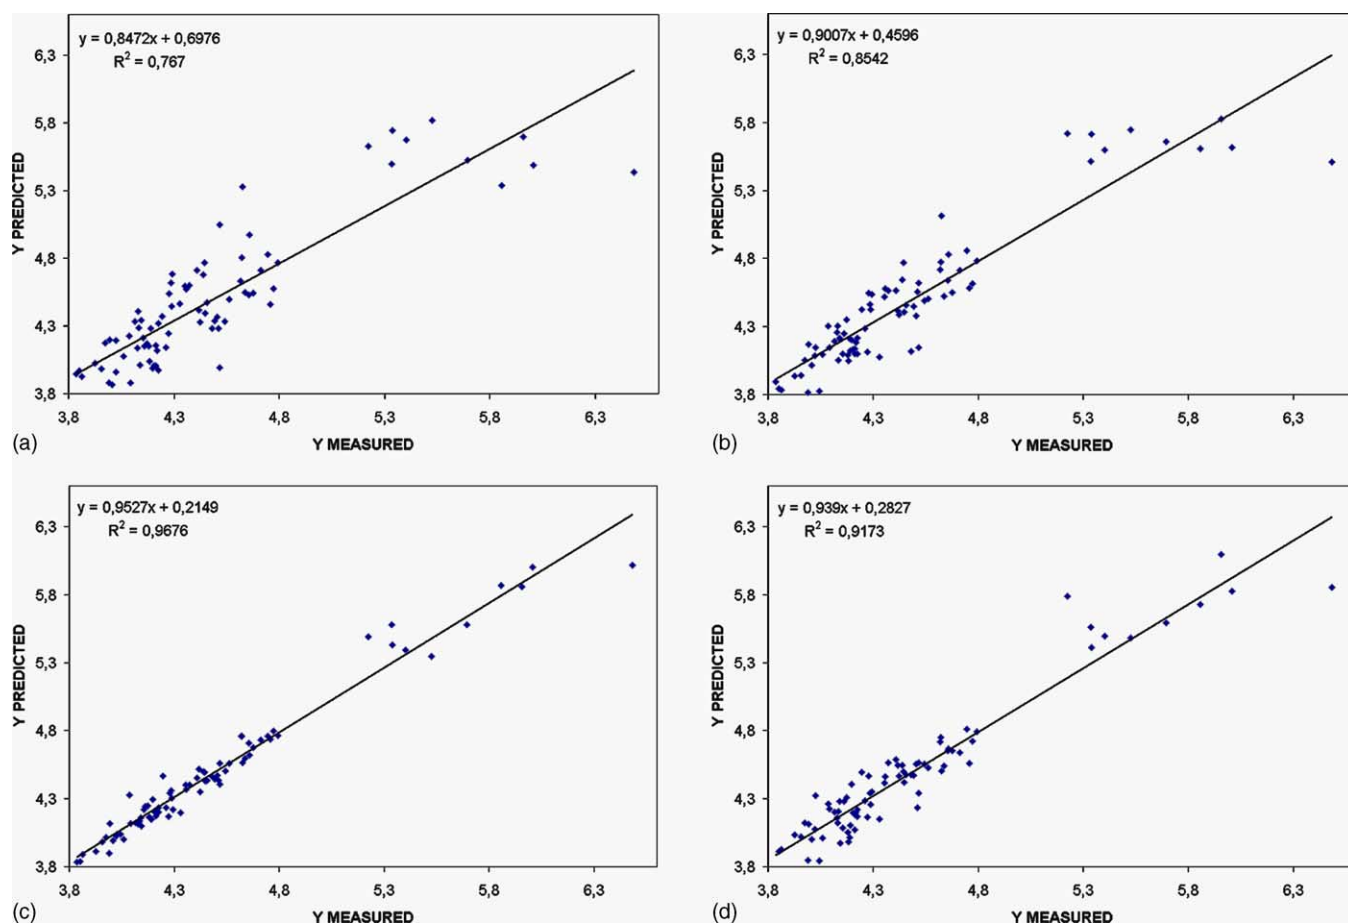 y = 0,8472x + 0,6976
R² = 0,767
6,3
5,8
5,3
4,8
4,3
3,8
Y PREDICTED
3,8 4,3 4,8 5,3 5,8 6,3
Y MEASURED
(a)
y = 0,9007x + 0,4596
R² = 0,8542
6,3
5,8
5,3
4,8
4,3
3,8
Y PREDICTED
3,8 4,3 4,8 5,3 5,8 6,3
Y MEASURED
(b)
y = 0,9527x + 0,2149
R² = 0,9676
6,3
5,8
5,3
4,8
4,3
3,8
Y PREDICTED
3,8 4,3 4,8 5,3 5,8 6,3
Y MEASURED
(c)
y = 0,939x + 0,2827
R² = 0,9173
6,3
5,8
5,3
4,8
4,3
3,8
Y PREDICTED
3,8 4,3 4,8 5,3 5,8 6,3
Y MEASURED
(d)